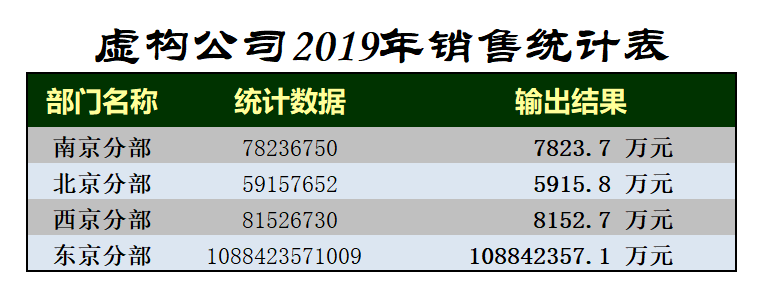 虚构公司2019年销售统计表
部门名称 统计数据 输出结果
南京分部 78236750 7823.7 万元
北京分部 59157652 5915.8 万元
西京分部 81526730 8152.7 万元
东京分部 1088423571009 108842357.1 万元